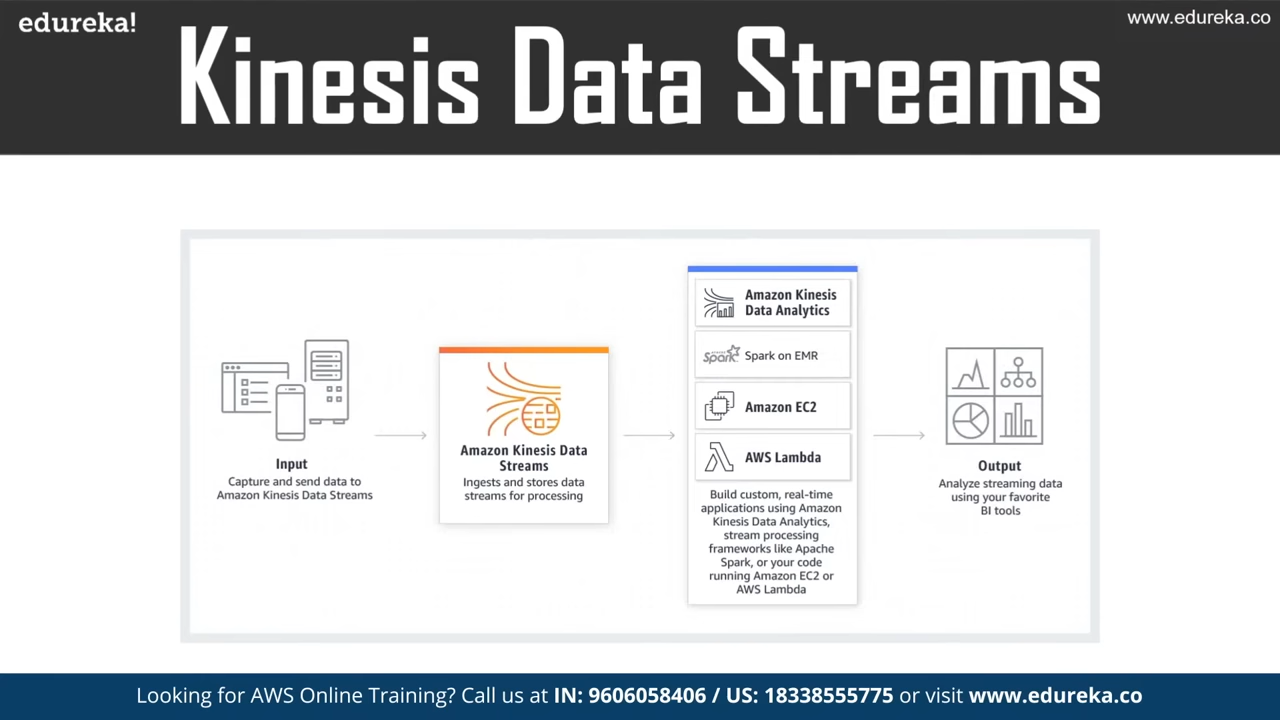 edureka!
www.edureka.co
Kinesis Data Streams
Input
Capture and send data to
Amazon Kinesis Data Streams
Amazon Kinesis Data
Streams
Ingests and stores data
streams for processing
Amazon Kinesis
Data Analytics
Spark
Spark on EMR
Amazon EC2
AWS Lambda
Build custom, real-time
applications using Amazon
Kinesis Data Analytics,
stream processing
frameworks like Apache
Spark, or your code
running Amazon EC2 or
AWS Lambda
Output
Analyze streaming data
using your favorite
BI tools
Looking for AWS Online Training? Call us at IN: 9606058406 / US: 18338555775 or visit www.edureka.co